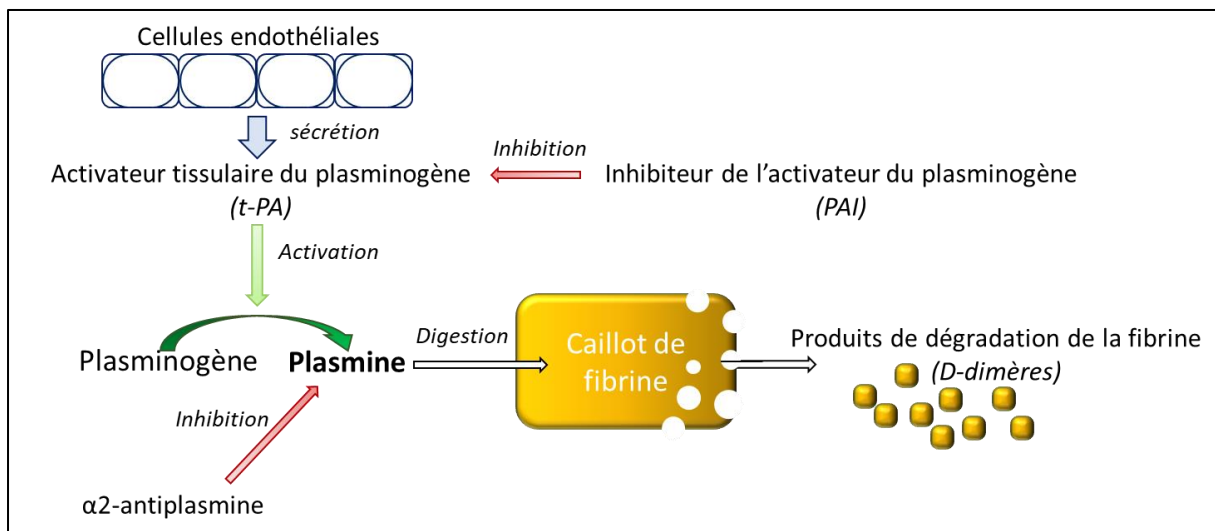 Cellules endothéliales
sécrétion
Inhibition
Activateur tissulaire du plasminogène
Inhibiteur de l’activateur du plasminogène
(t-PA)
(PAI)
Activation
Digestion
Caillot de
fibrine
Produits de dégradation de la fibrine
(D-dimères)
Plasminogène
Plasmine
Inhibition
α2-antiplasmine